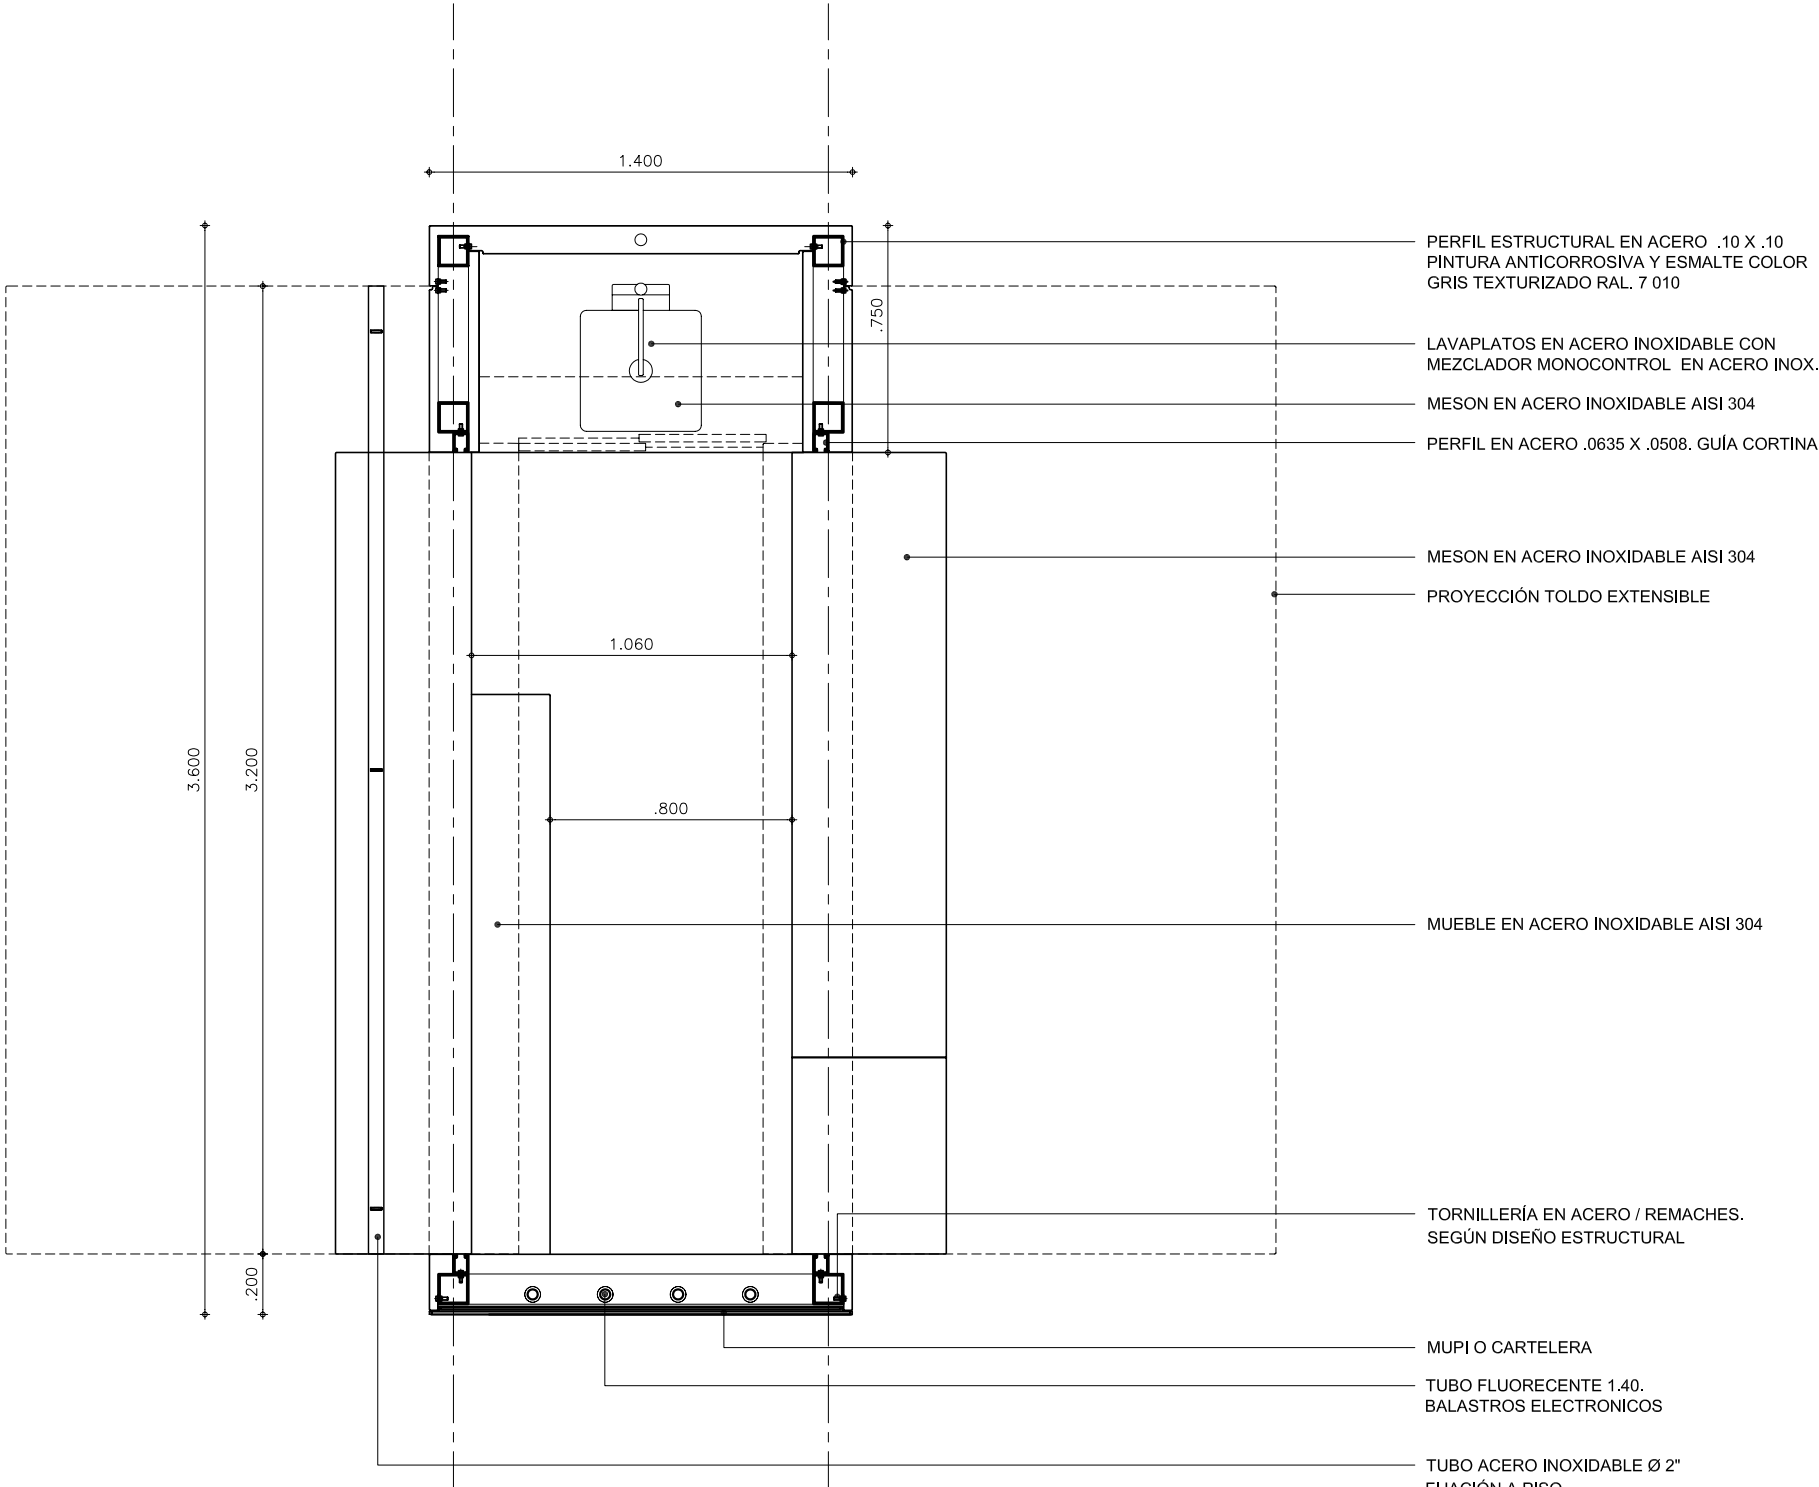 1.400
PERFIL ESTRUCTURAL EN ACERO .10 X .10
PINTURA ANTICORROSIVA Y ESMALTE COLOR
GRIS TEXTURIZADO RAL. 7 010
.750
LAVAPLATOS EN ACERO INOXIDABLE CON
MEZCLADOR MONOCONTROL EN ACERO INOX.
MESON EN ACERO INOXIDABLE AISI 304
PERFIL EN ACERO .0635 X .0508. GUÍA CORTINA
MESON EN ACERO INOXIDABLE AISI 304
PROYECCIÓN TOLDO EXTENSIBLE
1.060
3.600
3.200
.800
MUEBLE EN ACERO INOXIDABLE AISI 304
TORNILLERÍA EN ACERO / REMACHES.
SEGÚN DISEÑO ESTRUCTURAL
.200
MUPI O CARTELERA
TUBO FLUORECENTE 1.40.
BALASTROS ELECTRONICOS
TUBO ACERO INOXIDABLE Ø 2"